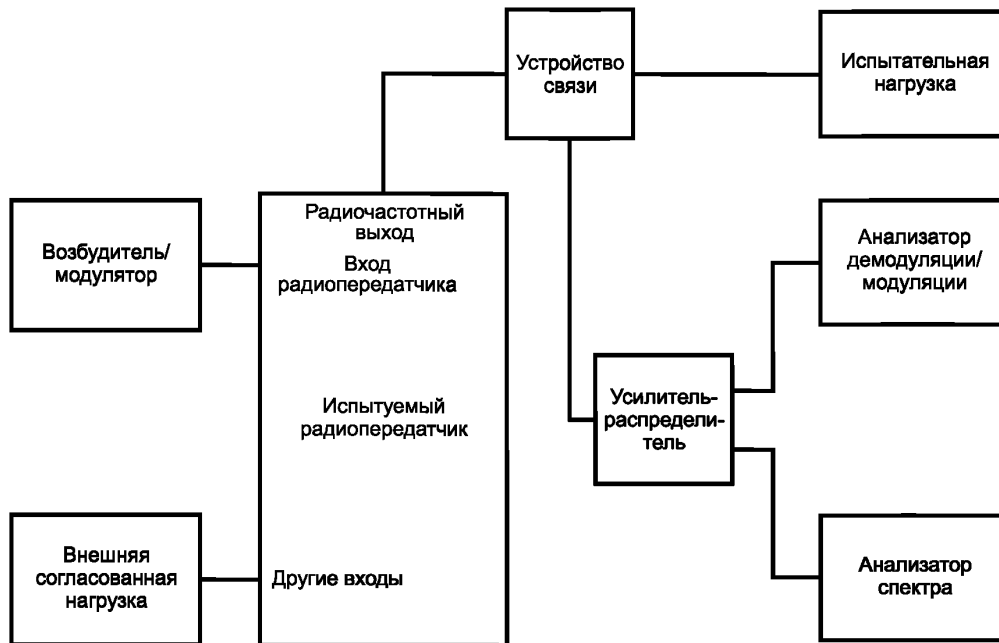 Устройство
связи
Испытательная
нагрузка
Возбудитель/
модулятор
Радиочастотный
выход
Вход
радиопередатчика
Анализатор
демодуляции/
модуляции
Испытуемый
радиопередатчик
Усилитель-
распредели-
тель
Внешняя
согласованная
нагрузка
Другие входы
Анализатор
спектра